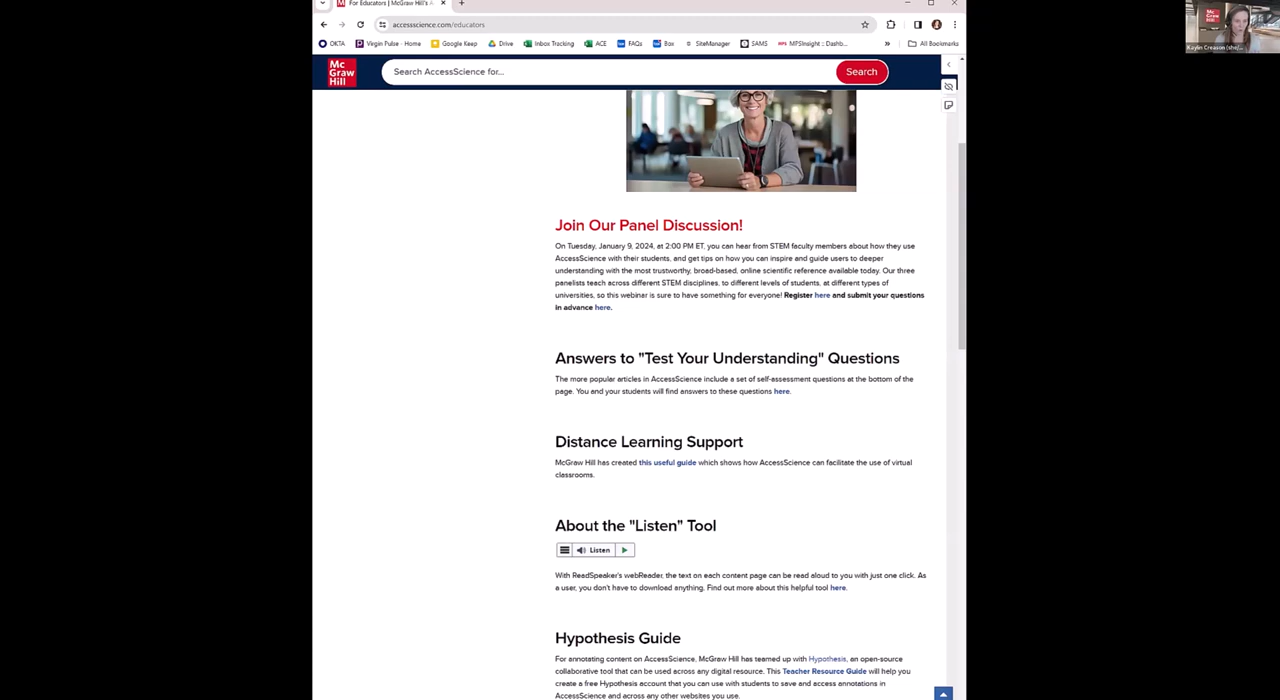 For Educators | McGraw Hill's A
accessscience.com/educators
OKTA
Virgin Pulse - Home
Google Keep
Drive
Inbox Tracking
ACE
FAQs
Box
SiteManager
SAMS
MPSInsight :: Dashb...
All Bookmarks
Mc
Graw
Hill
Search AccessScience for...
Search
Join Our Panel Discussion!
On Tuesday, January 9, 2024, at 2:00 PM ET, you can hear from STEM faculty members about how they use
AccessScience with their students, and get tips on how you can inspire and guide users to deeper
understanding with the most trustworthy, broad-based, online scientific reference available today. Our three
panelists teach across different STEM disciplines, to different levels of students, at different types of
universities, so this webinar is sure to have something for everyone! Register here and submit your questions
in advance here.
Answers to "Test Your Understanding" Questions
The more popular articles in AccessScience include a set of self-assessment questions at the bottom of the
page. You and your students will find answers to these questions here.
Distance Learning Support
McGraw Hill has created this useful guide which shows how AccessScience can facilitate the use of virtual
classrooms.
About the "Listen" Tool
Listen
With ReadSpeaker's webReader, the text on each content page can be read aloud to you with just one click. As
a user, you don't have to download anything. Find out more about this helpful tool here.
Hypothesis Guide
For annotating content on AccessScience, McGraw Hill has teamed up with Hypothesis, an open-source
collaborative tool that can be used across any digital resource. This Teacher Resource Guide will help you
create a free Hypothesis account that you can use with students to save and access annotations in
AccessScience and across any other websites you use.
Mc
Graw
Hill
Kaylin Creason (she/...